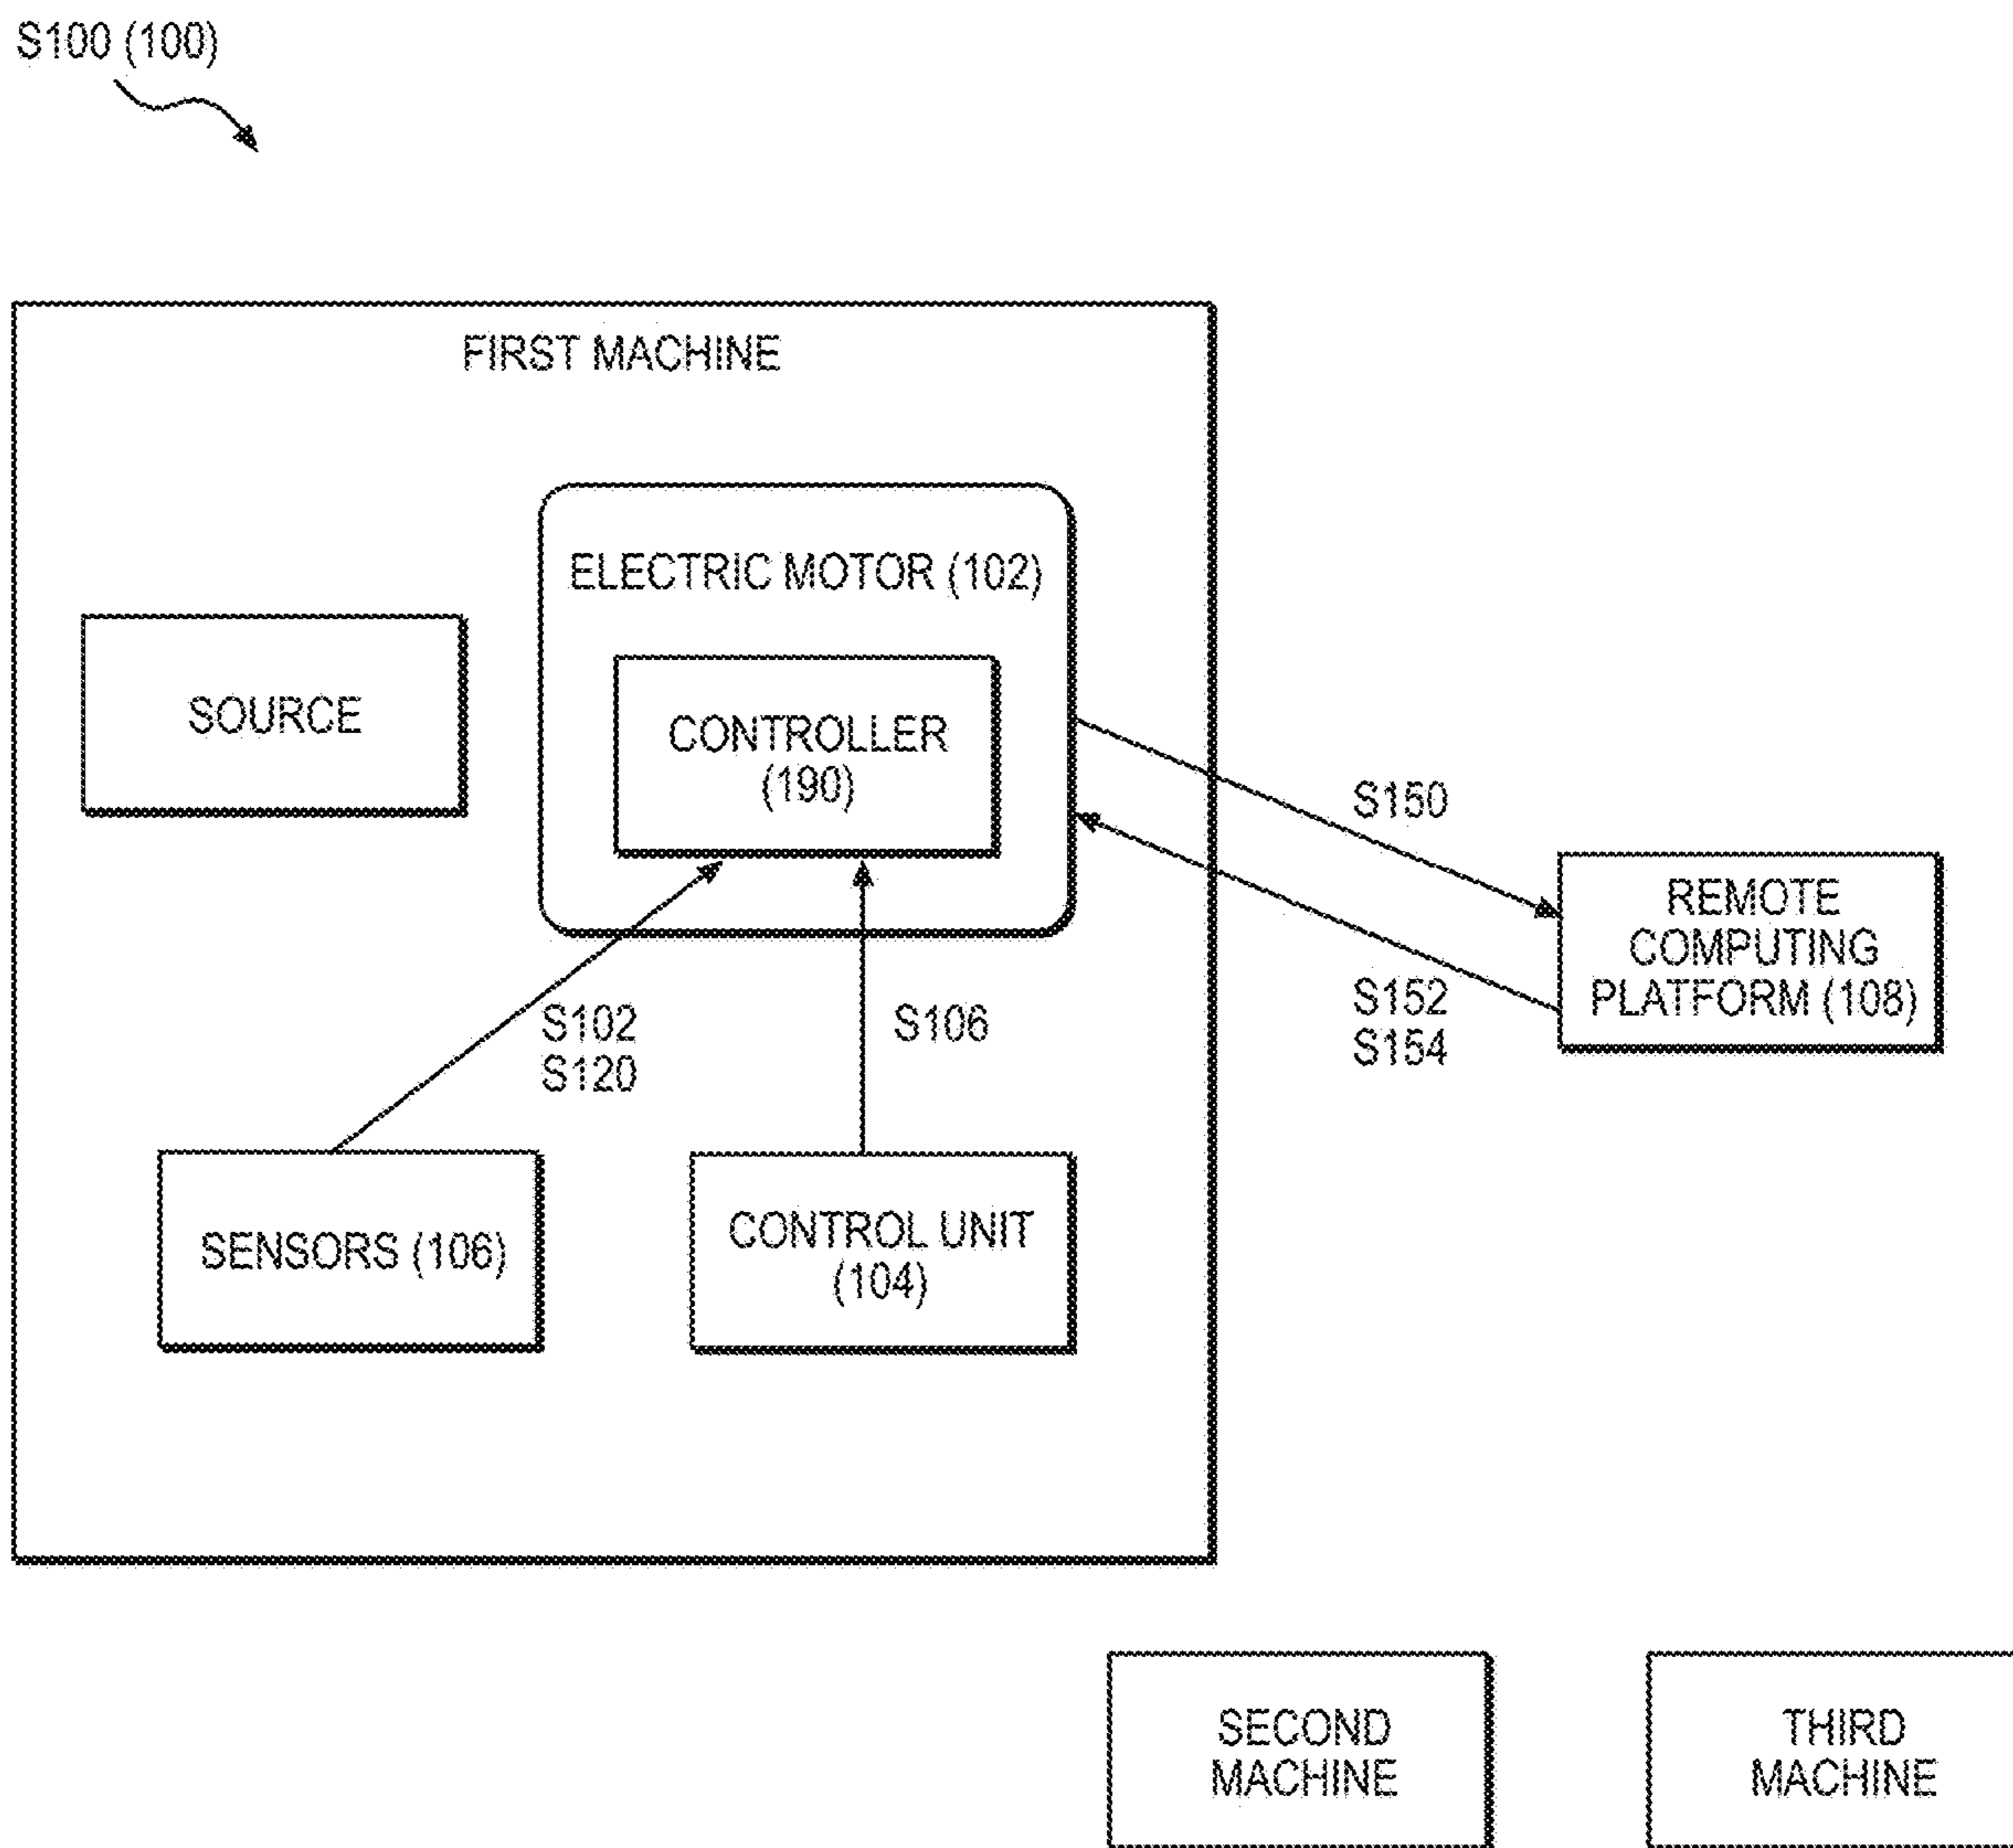 S100 (100)
FIRST MACHINE
ELECTRIC MOTOR (102)
SOURCE
CONTROLLER
(190)
S150
REMOTE
COMPUTING
PLATFORM (108)
S152
S154
S102
S120
S106
SENSORS (106)
CONTROL UNIT
(104)
SECOND
MACHINE
THIRD
MACHINE